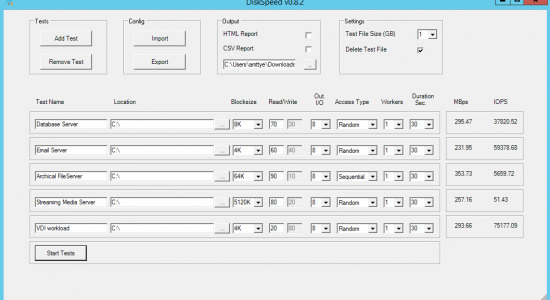 DiskSpeed v0.8.2
Tests Config Output Settings
Add Test Import HTML Report Test File Size (GB) 1
CSV Report Delete Test File
Remove Test Export C:\Users\anttye\Downloads ...
Test Name Location Blocksize Read/Write Out. I/O Access Type Workers Duration Sec. MBps IOPS
Database Server C:\ ... 8K 70 30 8 Random 1 30 295.47 37820.52
Email Server C:\ ... 4K 60 40 8 Random 1 30 231.95 59378.68
Archical FileServer C:\ ... 64K 90 10 8 Sequential 1 30 353.73 5659.72
Streaming Media Server C:\ ... 5120K 80 20 8 Random 1 30 257.16 51.43
VDI workload C:\ ... 4K 20 80 8 Random 1 30 293.66 75177.09
Start Tests